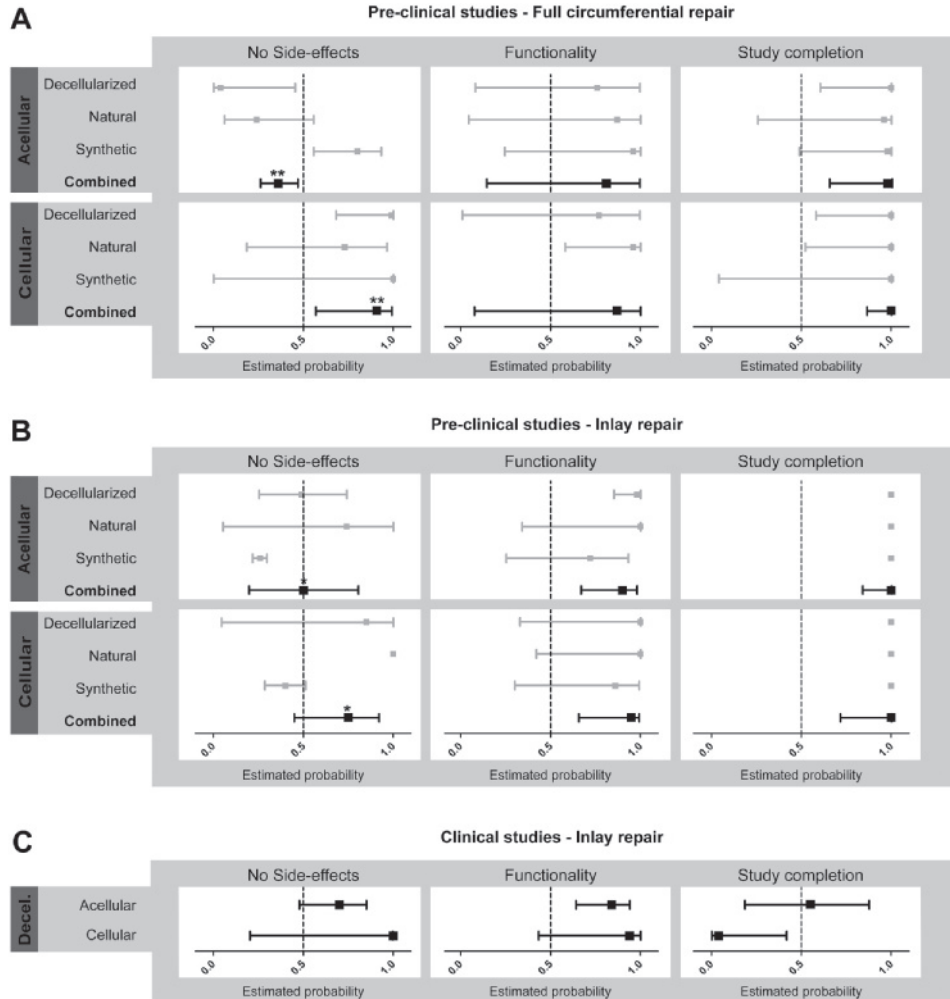 A
Pre-clinical studies - Full circumferential repair
No Side-effects Functionality Study completion
Acellular
Decellularized
Natural
Synthetic
Combined
**
Cellular
Decellularized
Natural
Synthetic
Combined
**
0.0 0.5 1.0 0.0 0.5 1.0 0.0 0.5 1.0
Estimated probability Estimated probability Estimated probability
B
Pre-clinical studies - Inlay repair
No Side-effects Functionality Study completion
Acellular
Decellularized
Natural
Synthetic
Combined
*
Cellular
Decellularized
Natural
Synthetic
Combined
*
0.0 0.5 1.0 0.0 0.5 1.0 0.0 0.5 1.0
Estimated probability Estimated probability Estimated probability
C
Clinical studies - Inlay repair
No Side-effects Functionality Study completion
Decel.
Acellular
Cellular
0.0 0.5 1.0 0.0 0.5 1.0 0.0 0.5 1.0
Estimated probability Estimated probability Estimated probability